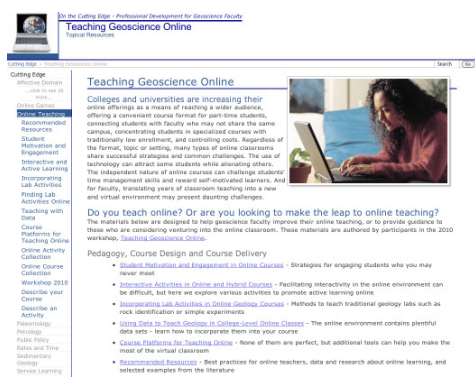 On the Cutting Edge - Professional Development for Geoscience Faculty
Teaching Geoscience Online
Topical Resources
Cutting Edge > Teaching Geoscience Online
Search
Go
Cutting Edge
Affective Domain
Online Games
Online Teaching
Recommended
Resources
Student
Motivation and
Engagement
Interactive and
Active Learning
Incorporating
Lab Activities
Finding Lab
Activities Online
Teaching with
Data
Course
Platforms for
Teaching Online
Online Activity
Collection
Online Course
Collection
Workshop 2010
Describe your
Course
Describe an
Activity
Paleontology
Petrology
Public Policy
Rates and Time
Sedimentary
Geology
Service Learning
Teaching Geoscience Online
Colleges and universities are increasing their
online offerings as a means of reaching a wider audience,
offering a convenient course format for part-time students,
connecting students with faculty who may not share the same
campus, concentrating students in specialized courses with
traditionally low enrollment, and controlling costs. Regardless of
the format, topic or setting, many types of online classrooms
share successful strategies and common challenges. The use of
technology can attract some students while alienating others.
The independent nature of online courses can challenge students'
time management skills and reward self-motivated learners. And
for faculty, translating years of classroom teaching into a new
and virtual environment may present daunting challenges.
Do you teach online? Or are you looking to make the leap to online teaching?
The materials below are designed to help geoscience faculty improve their online teaching, or to provide guidance to
those who are considering venturing into the online classroom. These materials are authored by participants in the 2010
workshop, Teaching Geoscience Online.
Pedagogy, Course Design and Course Delivery
• Student Motivation and Engagement in Online Courses - Strategies for engaging students who you may
never meet
• Interactive Activities in Online and Hybrid Courses - Facilitating interactivity in the online environment can
be difficult, but here we explore various activities to promote active online learning
• Incorporating Lab Activities in Online Geology Courses - Methods to teach traditional geology labs such as
rock identification or simple experiments
• Using Data to Teach Geology in College-Level Online Classes - The online environment contains plentiful
data sets - learn how to incorporate them into your course
• Course Platforms for Teaching Online - None of them are perfect, but additional tools can help you make the
most of the virtual classroom
• Recommended Resources - Best practices for online teachers, data and research about online learning, and
selected examples from the literature